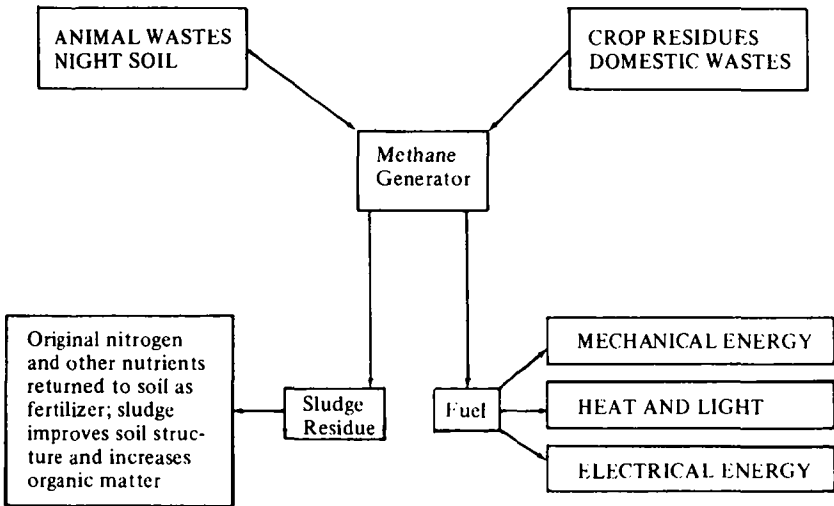 ANIMAL WASTES
NIGHT SOIL
CROP RESIDUES
DOMESTIC WASTES
Methane
Generator
Original nitrogen
and other nutrients
returned to soil as
fertilizer; sludge
improves soil struc-
ture and increases
organic matter
Sludge
Residue
Fuel
MECHANICAL ENERGY
HEAT AND LIGHT
ELECTRICAL ENERGY